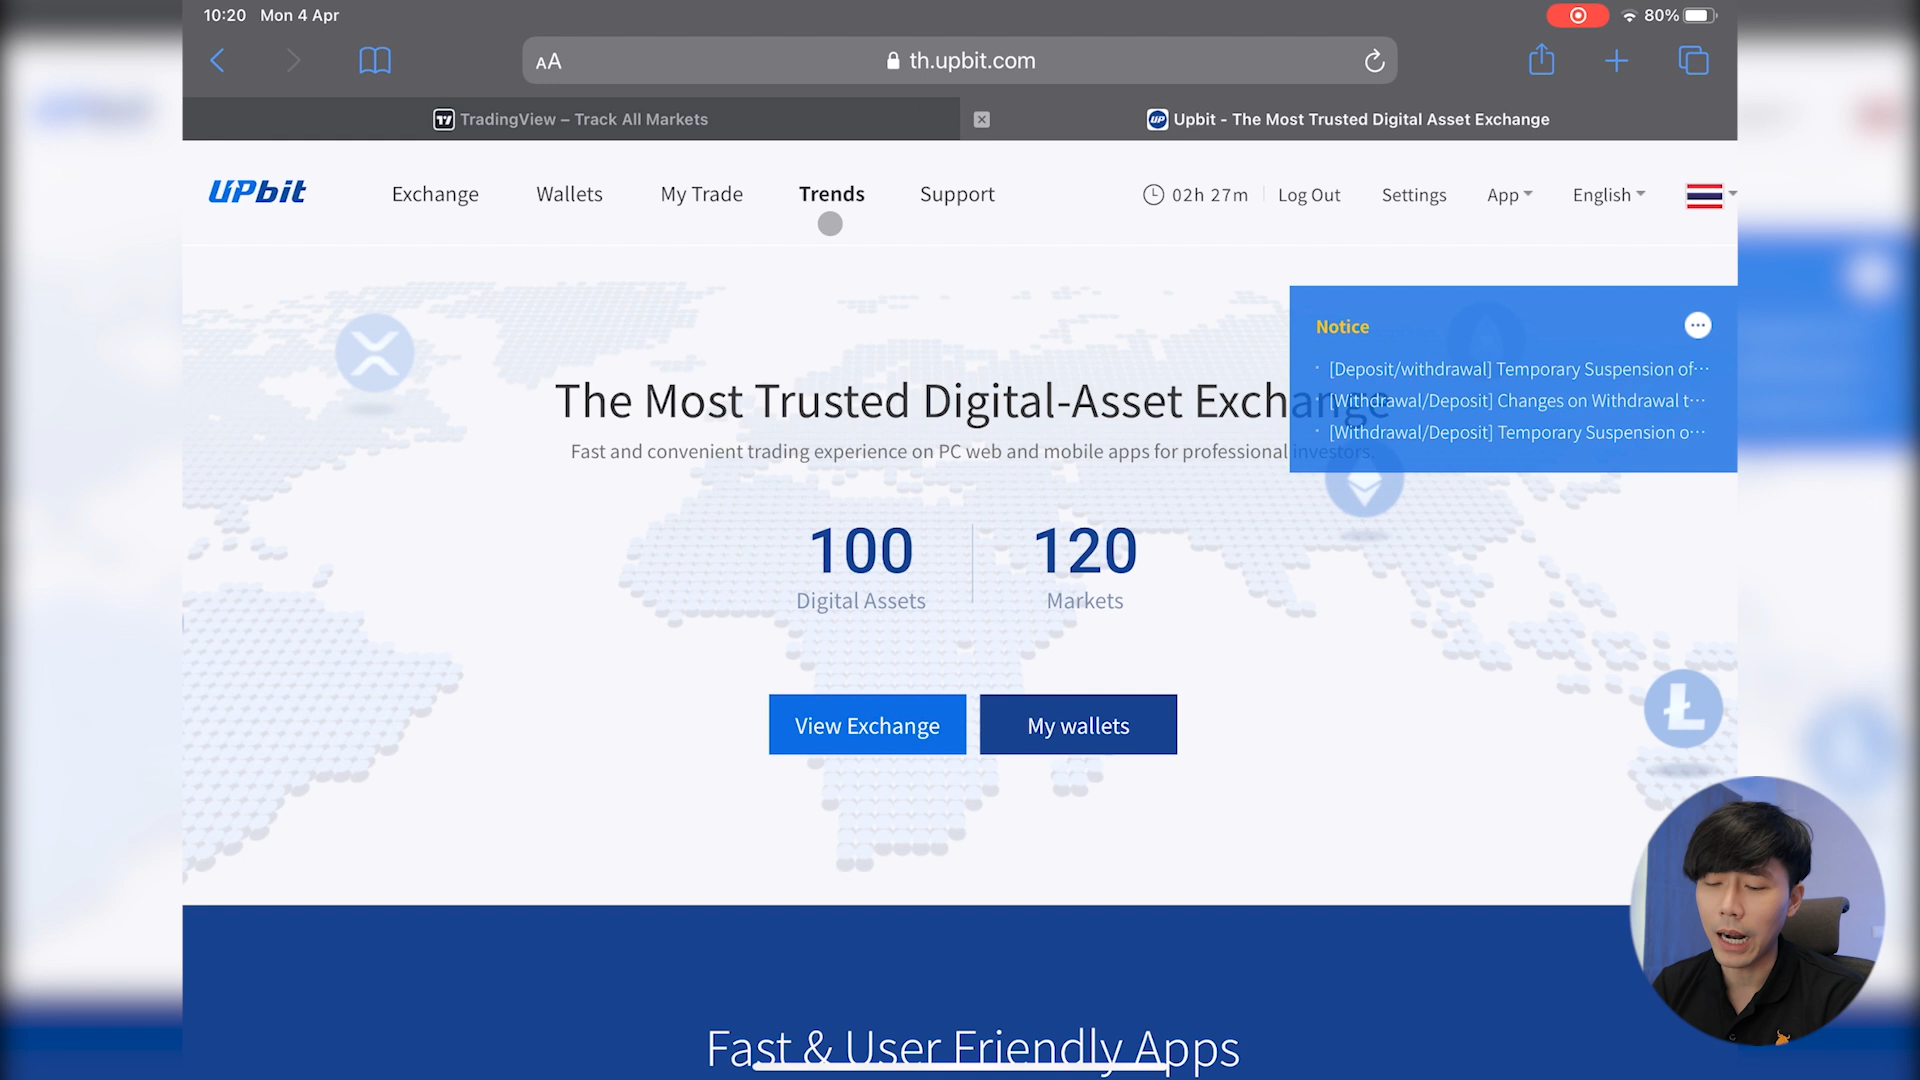 10:20 Mon 4 Apr
80%
AA th.upbit.com
TradingView – Track All Markets
UP Upbit - The Most Trusted Digital Asset Exchange
UPbit Exchange Wallets My Trade Trends Support 02h 27m Log Out Settings App English
Notice
[Deposit/withdrawal] Temporary Suspension of···
[Withdrawal/Deposit] Changes on Withdrawal t···
[Withdrawal/Deposit] Temporary Suspension o···
The Most Trusted Digital-Asset Exchange
Fast and convenient trading experience on PC web and mobile apps for professional investors.
100 120
Digital Assets Markets
View Exchange My wallets
Fast & User Friendly Apps